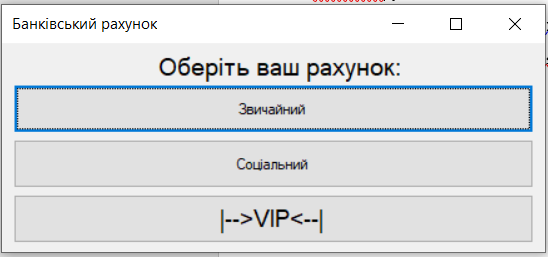 Банківський рахунок
Оберіть ваш рахунок:
Звичайний
Соціальний
|-->VIP<--|